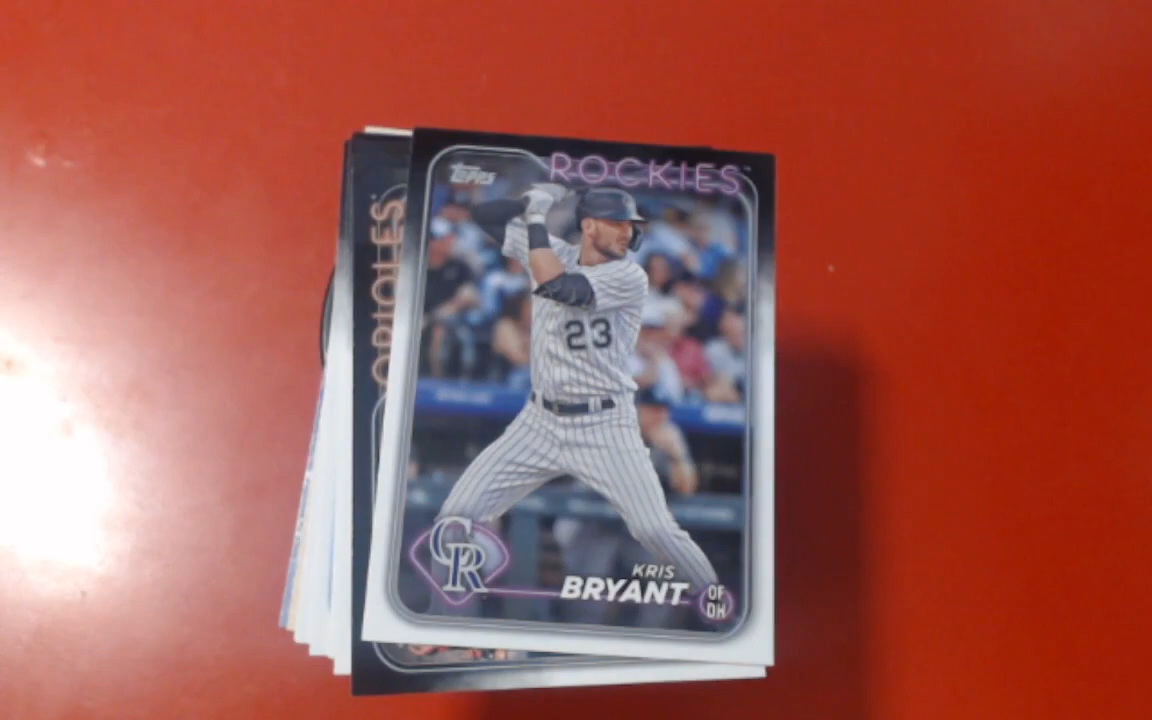 Topps
ROCKIES
ORIOLES
23
CR
KRIS
BRYANT
OF
DH